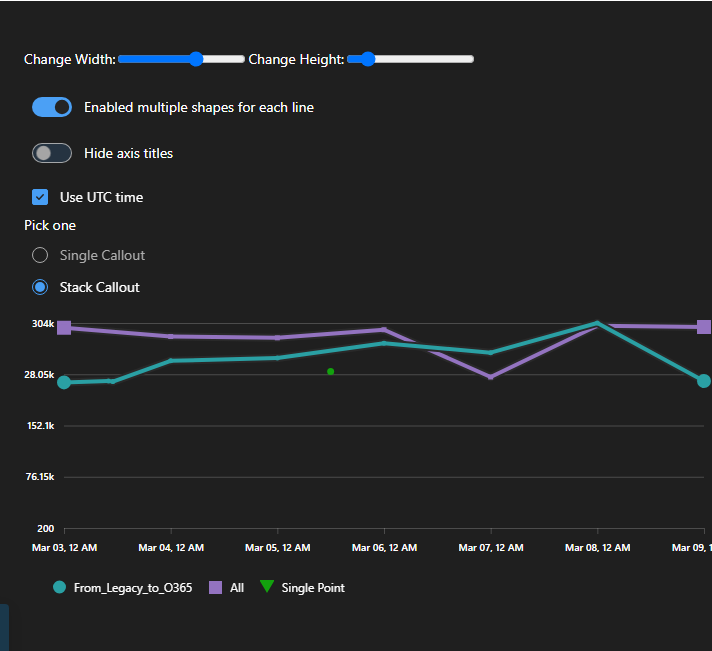 Change Width: Change Height:
Enabled multiple shapes for each line
Hide axis titles
Use UTC time
Pick one
Single Callout
Stack Callout
304k
28.05k
152.1k
76.15k
200
Mar 03, 12 AM Mar 04, 12 AM Mar 05, 12 AM Mar 06, 12 AM Mar 07, 12 AM Mar 08, 12 AM Mar 09, 1
From_Legacy_to_O365 All Single Point